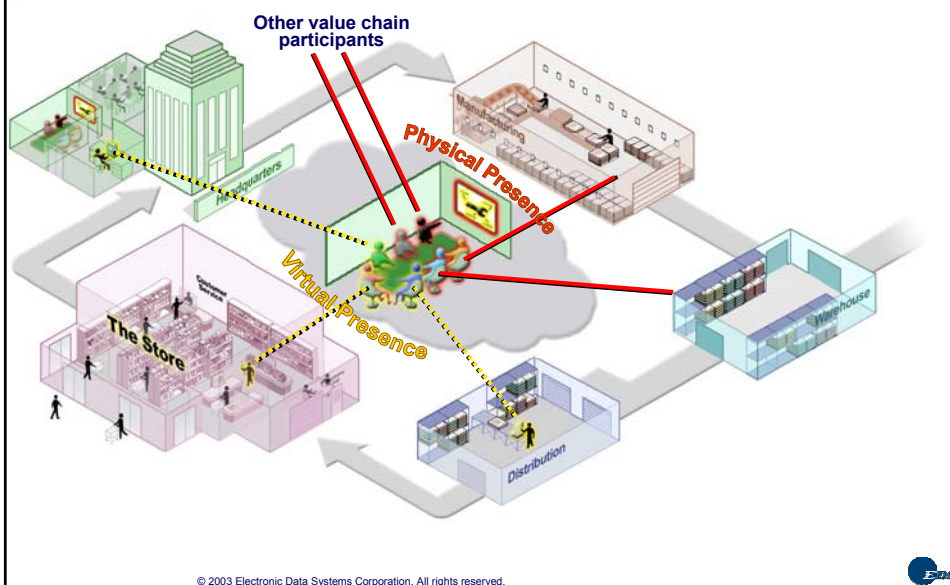 Other value chain
participants
Manufacturing
Physical Presence
Headquarters
Customer
Service
Virtual Presence
The Store
Warehouse
Distribution
© 2003 Electronic Data Systems Corporation. All rights reserved.
EDS